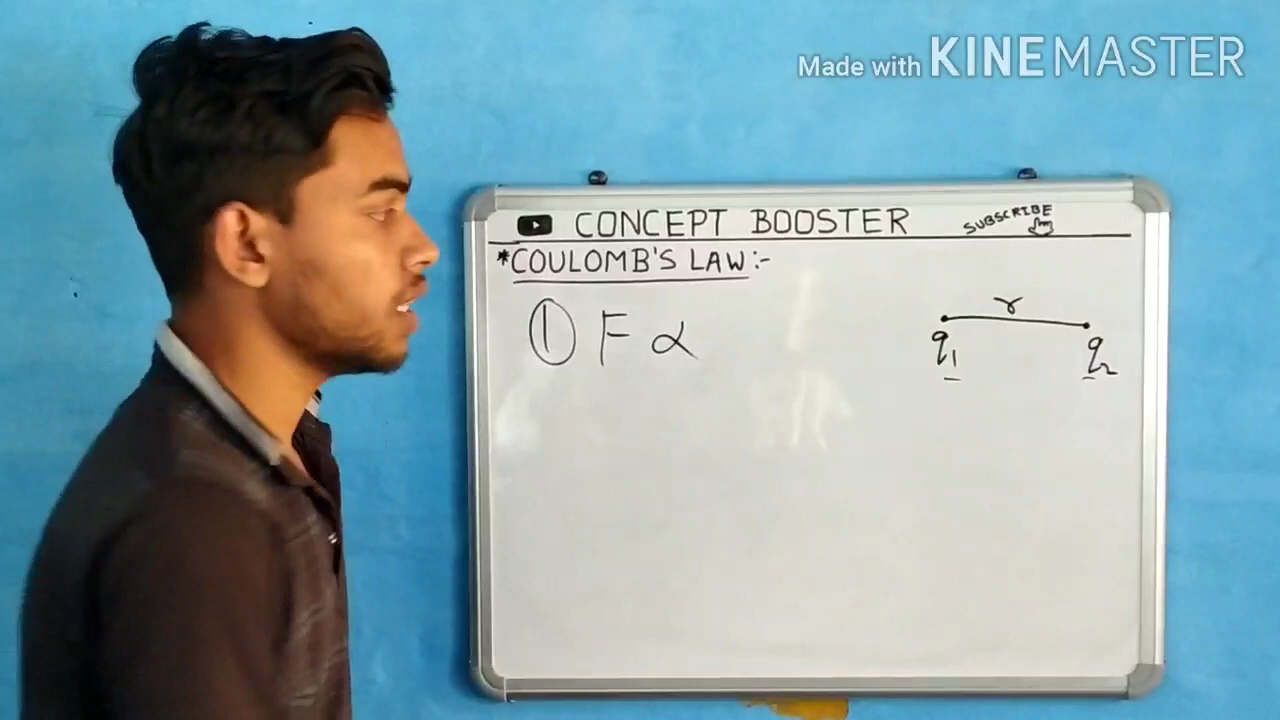 Made with KINEMASTER
CONCEPT BOOSTER SUBSCRIBE
*COULOMB'S LAW:-
① F α
r
q₁ q₂